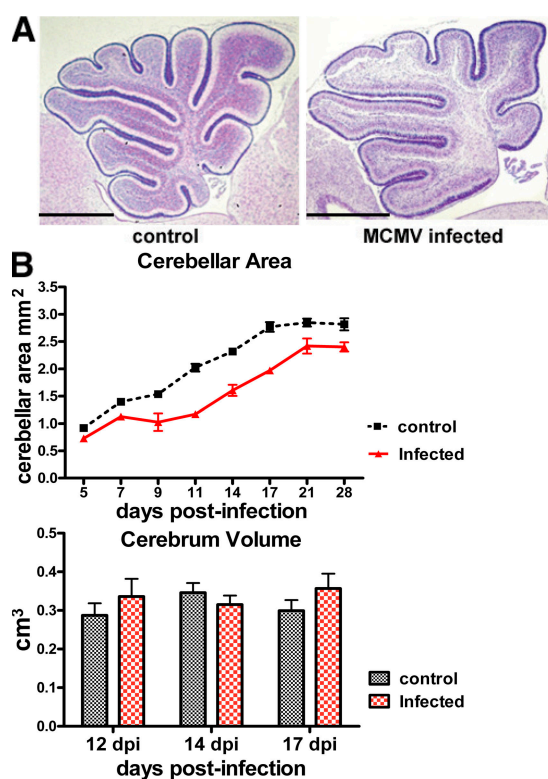 A
control
MCMV infected
B
Cerebellar Area
cerebellar area mm2
3.5
3.0
2.5
2.0
1.5
1.0
0.5
0.0
5 7 9 11 14 17 21 28
days post-infection
control
Infected
Cerebrum Volume
cm3
0.5
0.4
0.3
0.2
0.1
0.0
12 dpi 14 dpi 17 dpi
days post-infection
control
Infected